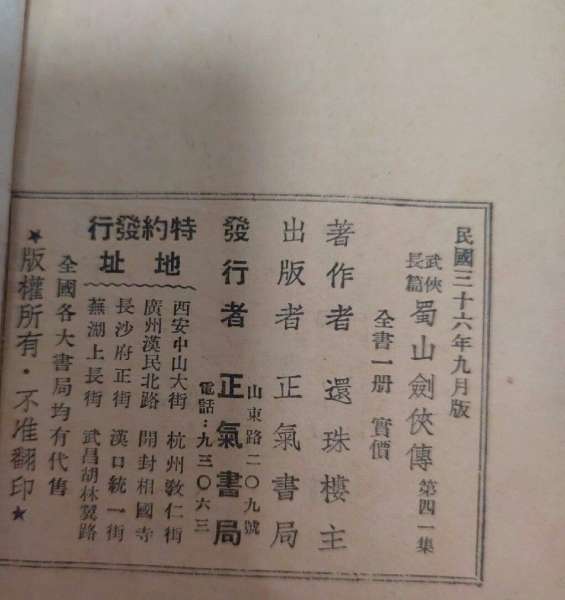 民國三十六年九月版
武俠長篇 蜀山劍俠傳 第四一集
全書一册 實價
著作者 還珠樓主
出版者 正氣書局
發行者 正氣書局
山東路二〇九號
電話：九三〇六三
特約發行地址
西安中山大街 杭州敎仁街
廣州漢民北路 開封相國寺
長沙府正街 漢口統一街
蕪湖上長街 武昌胡林翼路
全國各大書局均有代售
★版權所有·不准翻印★